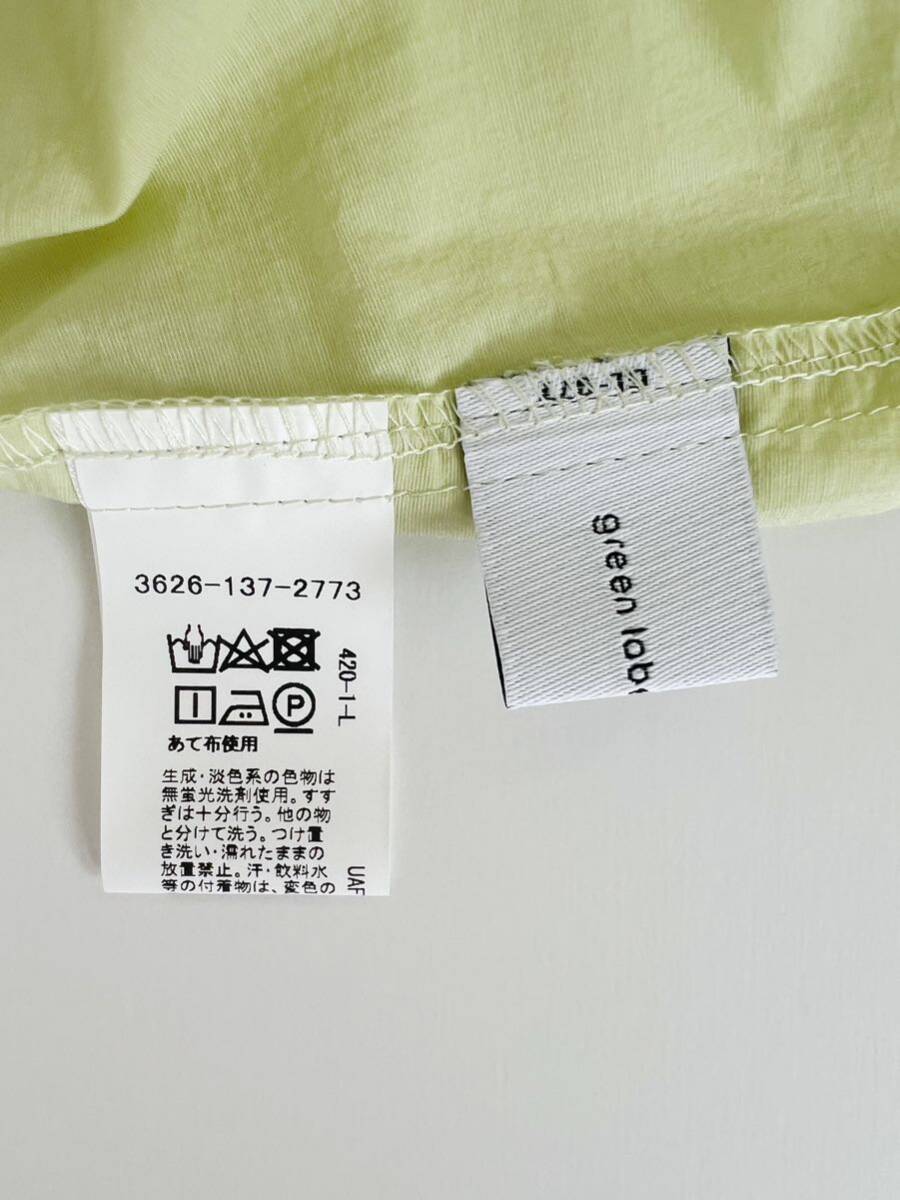 3626-137-2773
420-1-L
P
あて布使用
生成・淡色系の色物は
無蛍光洗剤使用。すす
ぎは十分行う。他の物
と分けて洗う。つけ置
き洗い・濡れたままの
放置禁止。汗・飲料水
等の付着物は、変色の
UAF
green labe